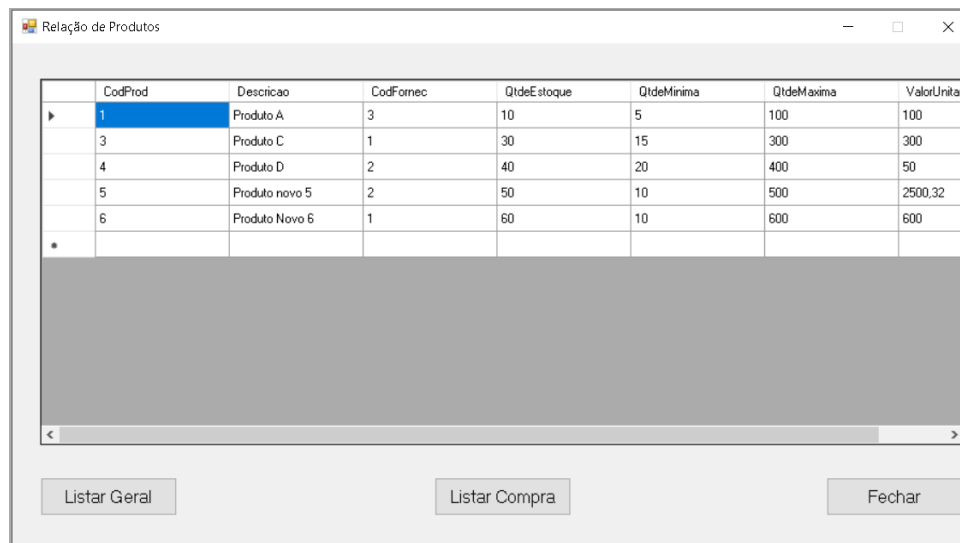 Relação de Produtos
CodProd Descricao CodFornec QtdeEstoque QtdeMinima QtdeMaxima ValorUnita
1 Produto A 3 10 5 100 100
3 Produto C 1 30 15 300 300
4 Produto D 2 40 20 400 50
5 Produto novo 5 2 50 10 500 2500,32
6 Produto Novo 6 1 60 10 600 600
Listar Geral Listar Compra Fechar